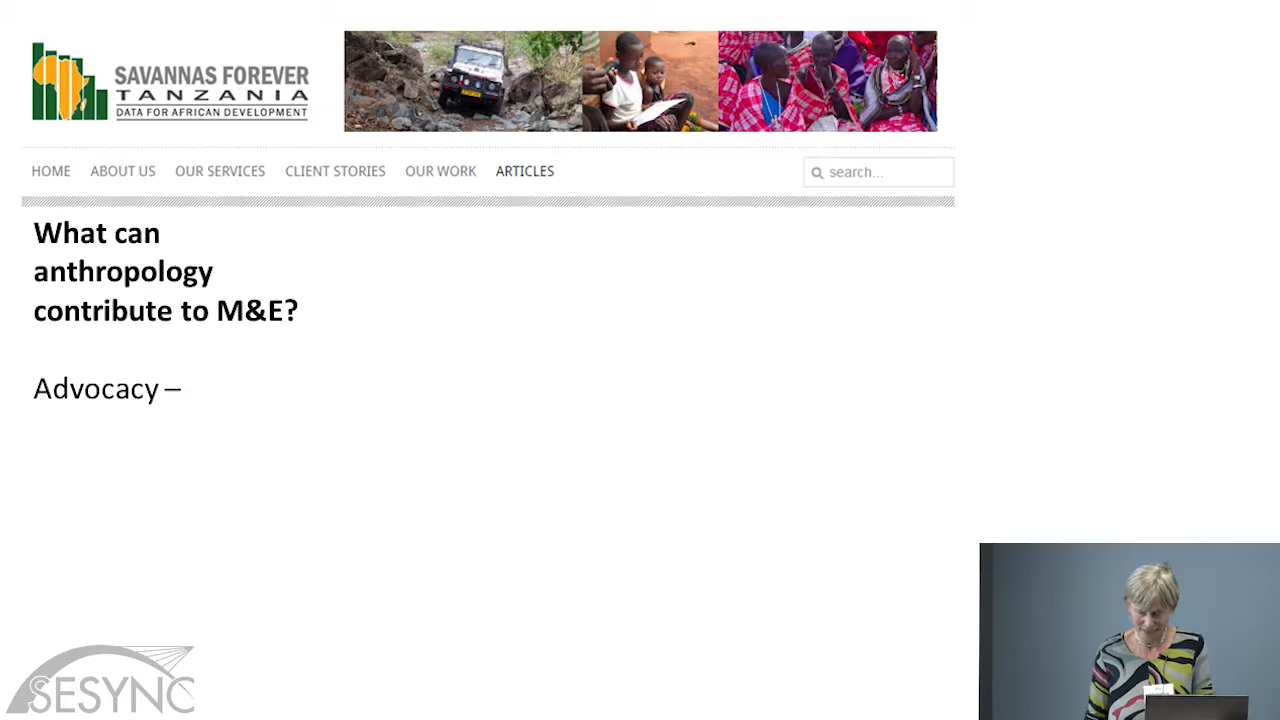 SAVANNAS FOREVER
TANZANIA
DATA FOR AFRICAN DEVELOPMENT
HOME ABOUT US OUR SERVICES CLIENT STORIES OUR WORK ARTICLES search...
What can
anthropology
contribute to M&E?
Advocacy –
SESYNC